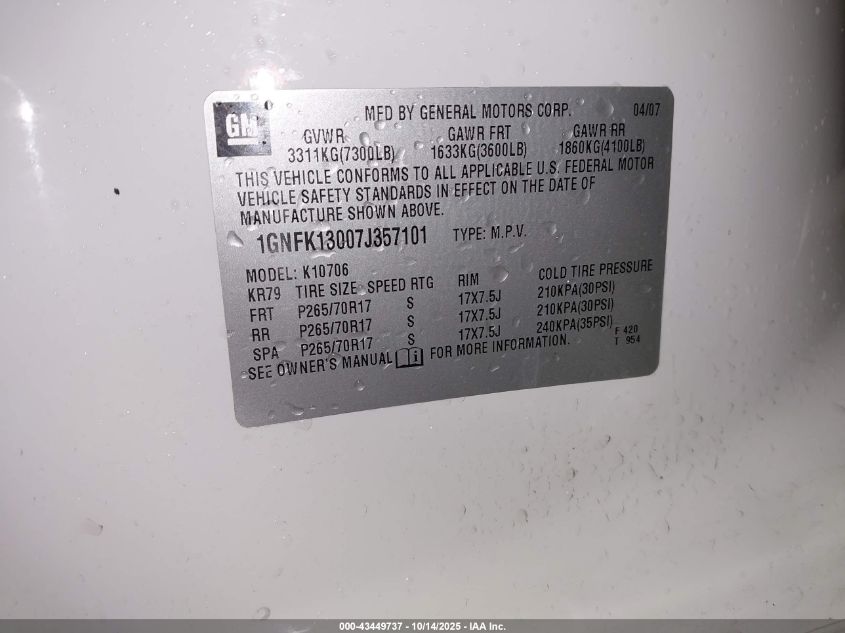 GM
MFD BY GENERAL MOTORS CORP. 04/07
GVWR GAWR FRT GAWR RR
3311KG(7300LB) 1633KG(3600LB) 1860KG(4100LB)
THIS VEHICLE CONFORMS TO ALL APPLICABLE U.S. FEDERAL MOTOR
VEHICLE SAFETY STANDARDS IN EFFECT ON THE DATE OF
MANUFACTURE SHOWN ABOVE.
1GNFK13007J357101 TYPE: M.P.V.
MODEL: K10706
KR79 TIRE SIZE SPEED RTG RIM COLD TIRE PRESSURE
FRT P265/70R17 S 17X7.5J 210KPA(30PSI)
RR P265/70R17 S 17X7.5J 210KPA(30PSI)
SPA P265/70R17 S 17X7.5J 240KPA(35PSI)
SEE OWNER'S MANUAL i FOR MORE INFORMATION.
F 420
T 954
000-43449737 - 10/14/2025 - IAA Inc.